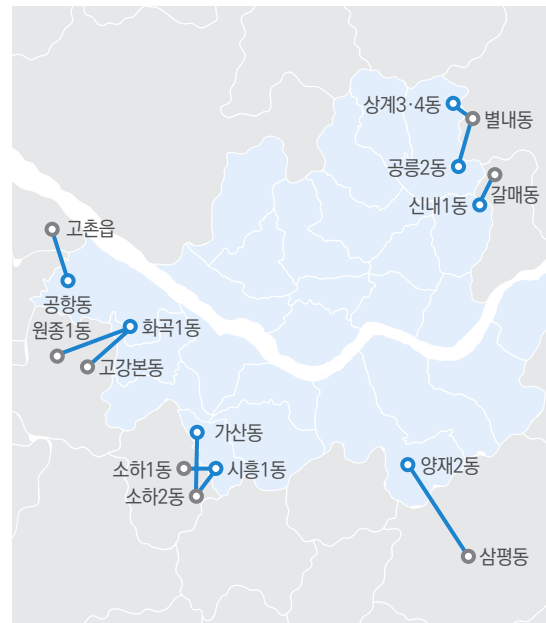 상계3·4동
별내동
공릉2동
갈매동
신내1동
고촌읍
공항동
원종1동
화곡1동
고강본동
가산동
소하1동
시흥1동
양재2동
소하2동
삼평동